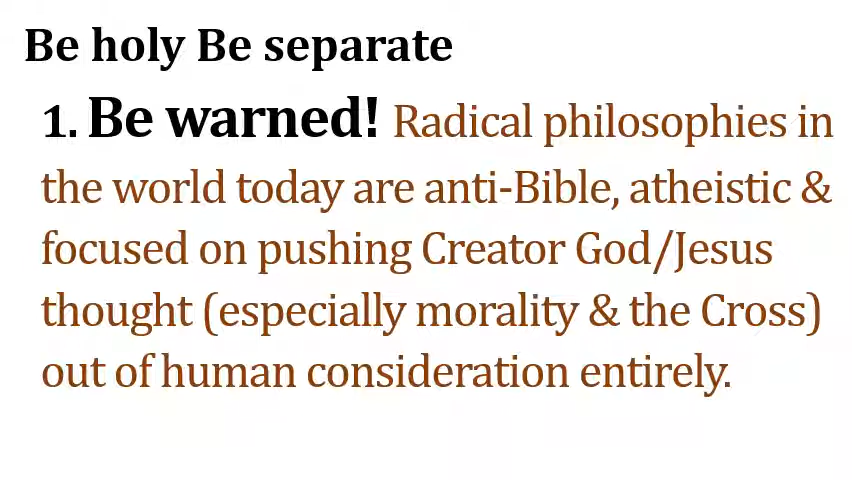 Be holy Be separate
1. Be warned! Radical philosophies in
the world today are anti-Bible, atheistic &
focused on pushing Creator God/Jesus
thought (especially morality & the Cross)
out of human consideration entirely.